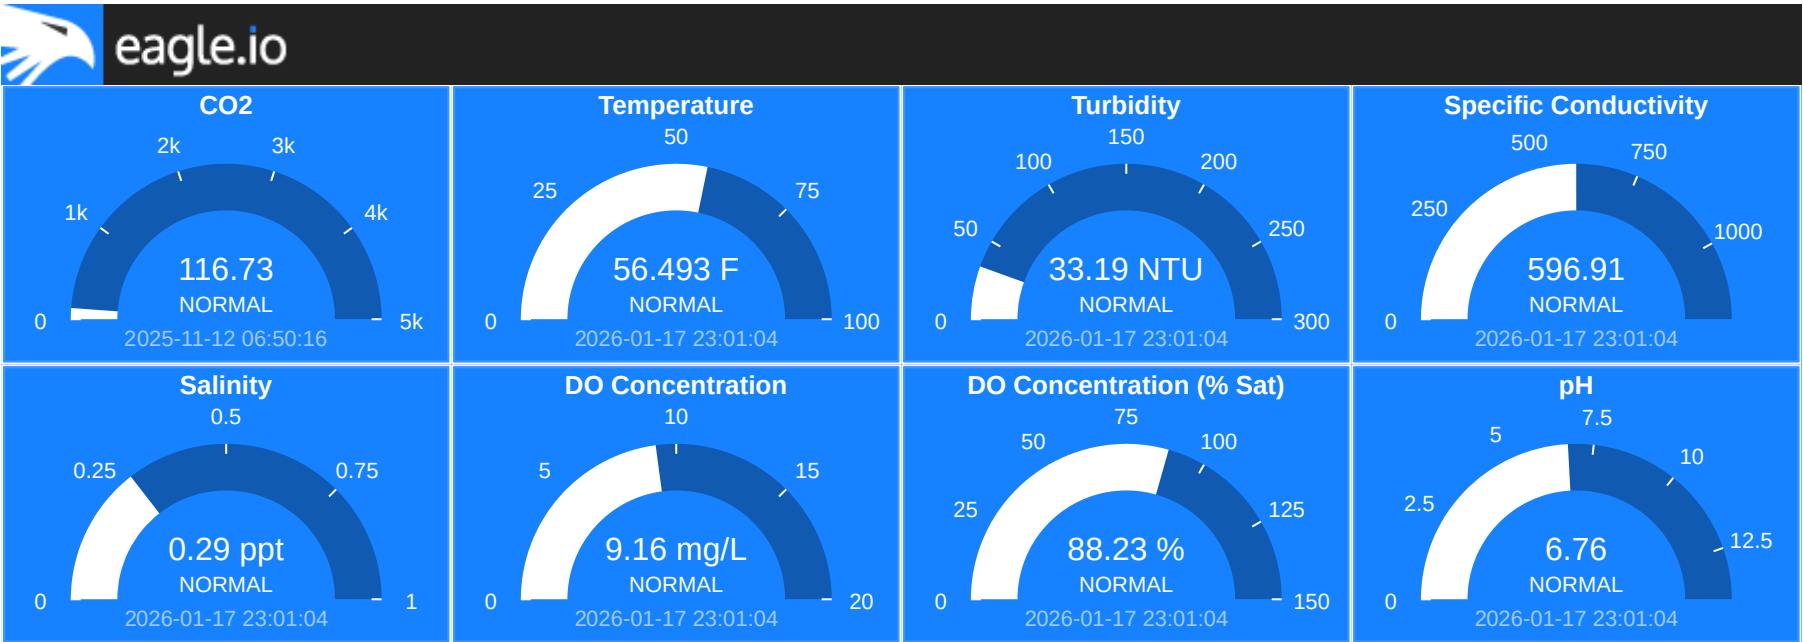 eagle.io
CO2
0
1k
2k
3k
4k
5k
116.73
NORMAL
2025-11-12 06:50:16
Temperature
0
25
50
75
100
56.493 F
NORMAL
2026-01-17 23:01:04
Turbidity
0
50
100
150
200
250
300
33.19 NTU
NORMAL
2026-01-17 23:01:04
Specific Conductivity
0
250
500
750
1000
596.91
NORMAL
2026-01-17 23:01:04
Salinity
0
0.25
0.5
0.75
1
0.29 ppt
NORMAL
2026-01-17 23:01:04
DO Concentration
0
5
10
15
20
9.16 mg/L
NORMAL
2026-01-17 23:01:04
DO Concentration (% Sat)
0
25
50
75
100
125
150
88.23 %
NORMAL
2026-01-17 23:01:04
pH
0
2.5
5
7.5
10
12.5
6.76
NORMAL
2026-01-17 23:01:04